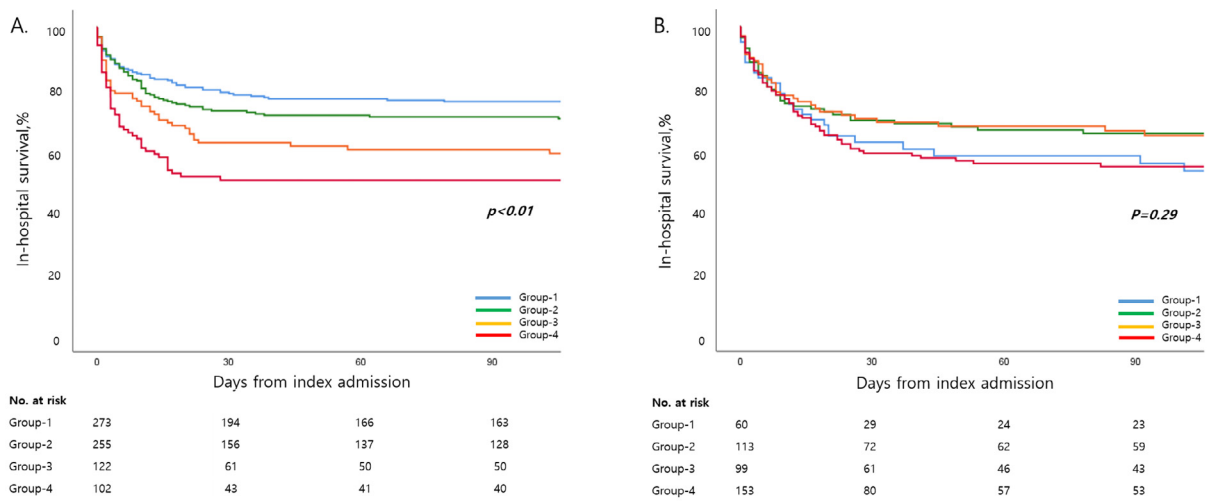 A.
100
80
60
40
20
0
In-hospital survival,%
p<0.01
Group-1
Group-2
Group-3
Group-4
0 30 60 90
Days from index admission
No. at risk
Group-1 273 194 166 163
Group-2 255 156 137 128
Group-3 122 61 50 50
Group-4 102 43 41 40
B.
100
80
60
40
20
0
In-hospital survival,%
P=0.29
Group-1
Group-2
Group-3
Group-4
0 30 60 90
Days from index admission
No. at risk
Group-1 60 29 24 23
Group-2 113 72 62 59
Group-3 99 61 46 43
Group-4 153 80 57 53